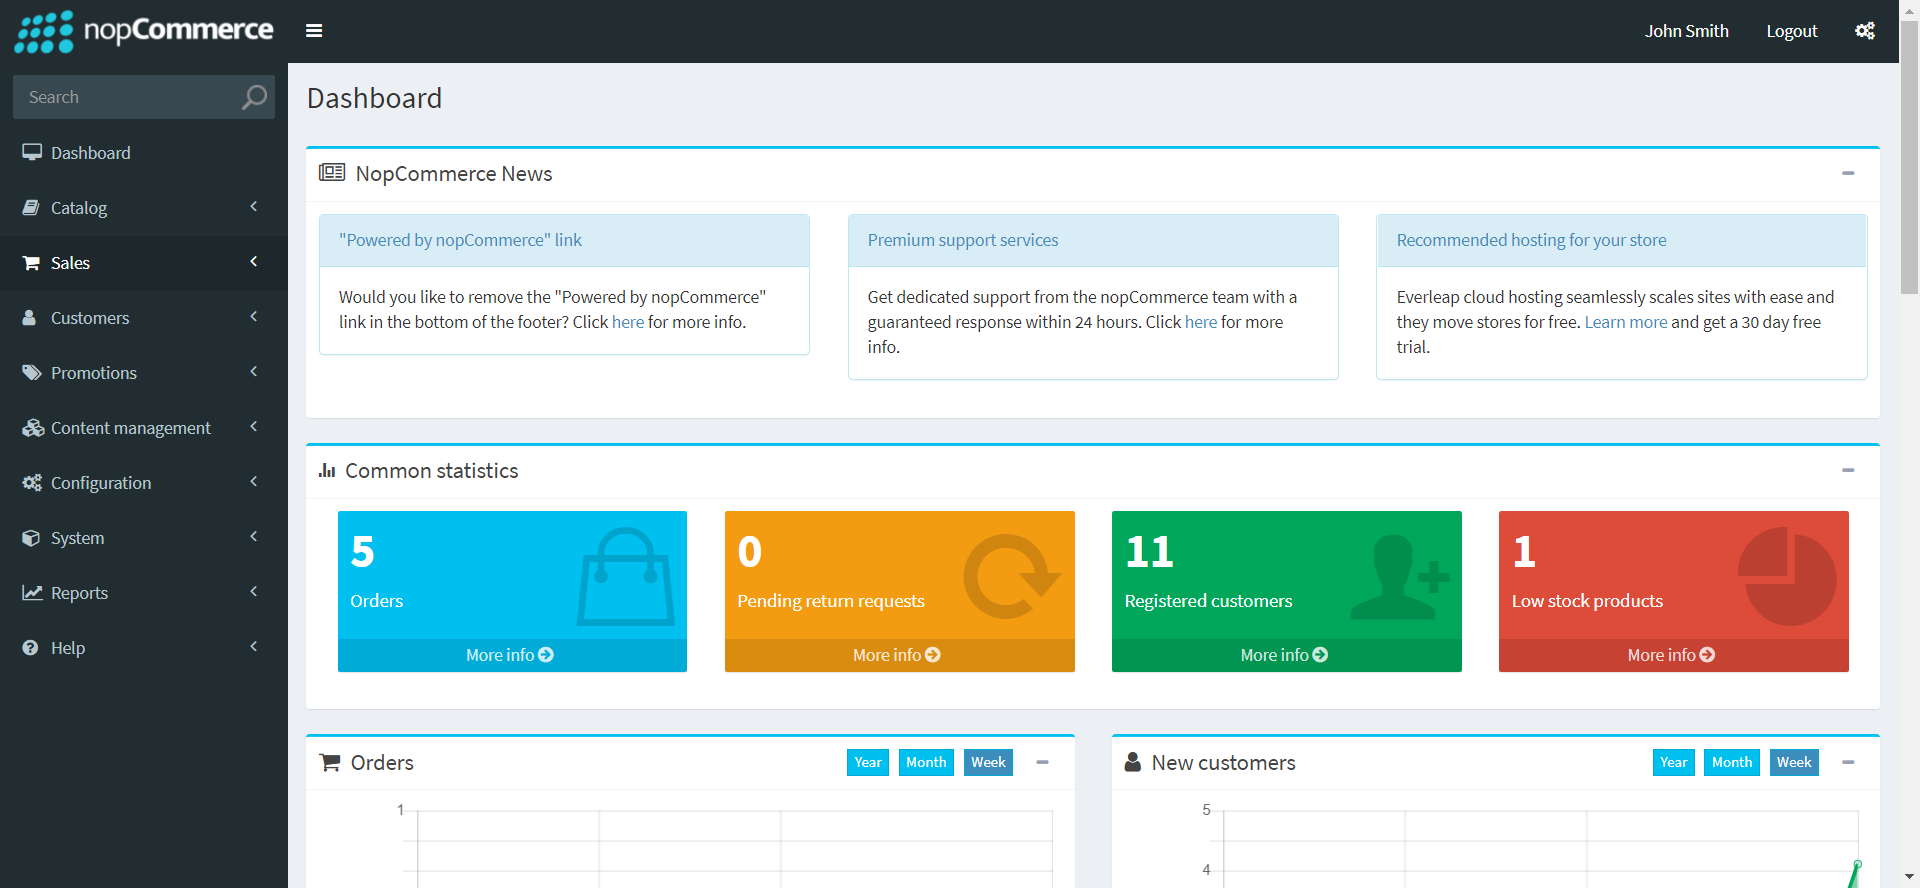 nopCommerce
John Smith
Logout
Search
Dashboard
Catalog
Sales
Customers
Promotions
Content management
Configuration
System
Reports
Help
Dashboard
NopCommerce News
"Powered by nopCommerce" link
Would you like to remove the "Powered by nopCommerce"
link in the bottom of the footer? Click here for more info.
Premium support services
Get dedicated support from the nopCommerce team with a
guaranteed response within 24 hours. Click here for more
info.
Recommended hosting for your store
Everleap cloud hosting seamlessly scales sites with ease and
they move stores for free. Learn more and get a 30 day free
trial.
Common statistics
5
Orders
More info
0
Pending return requests
More info
11
Registered customers
More info
1
Low stock products
More info
Orders
Year
Month
Week
1
New customers
Year
Month
Week
5
4